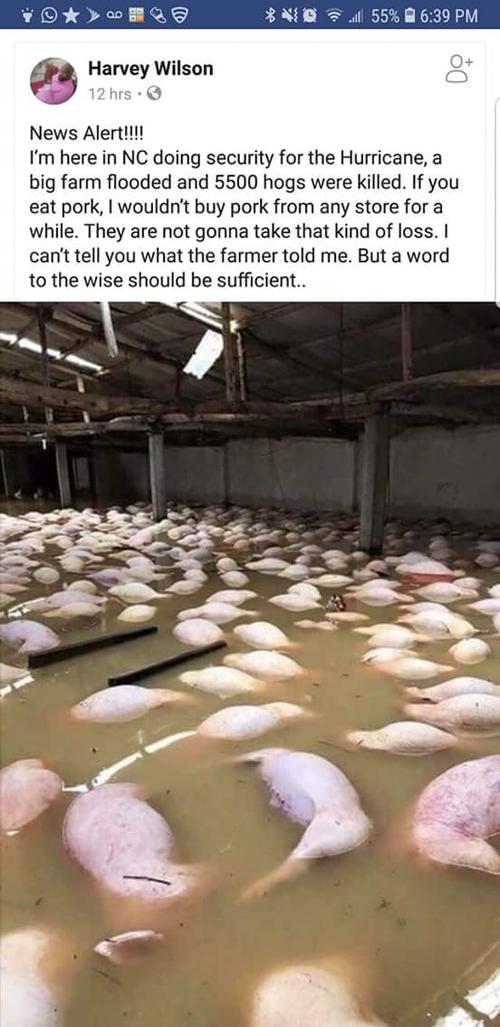 55% 6:39 PM
Harvey Wilson
12 hrs •
News Alert!!!!
I'm here in NC doing security for the Hurricane, a
big farm flooded and 5500 hogs were killed. If you
eat pork, I wouldn't buy pork from any store for a
while. They are not gonna take that kind of loss. I
can't tell you what the farmer told me. But a word
to the wise should be sufficient..